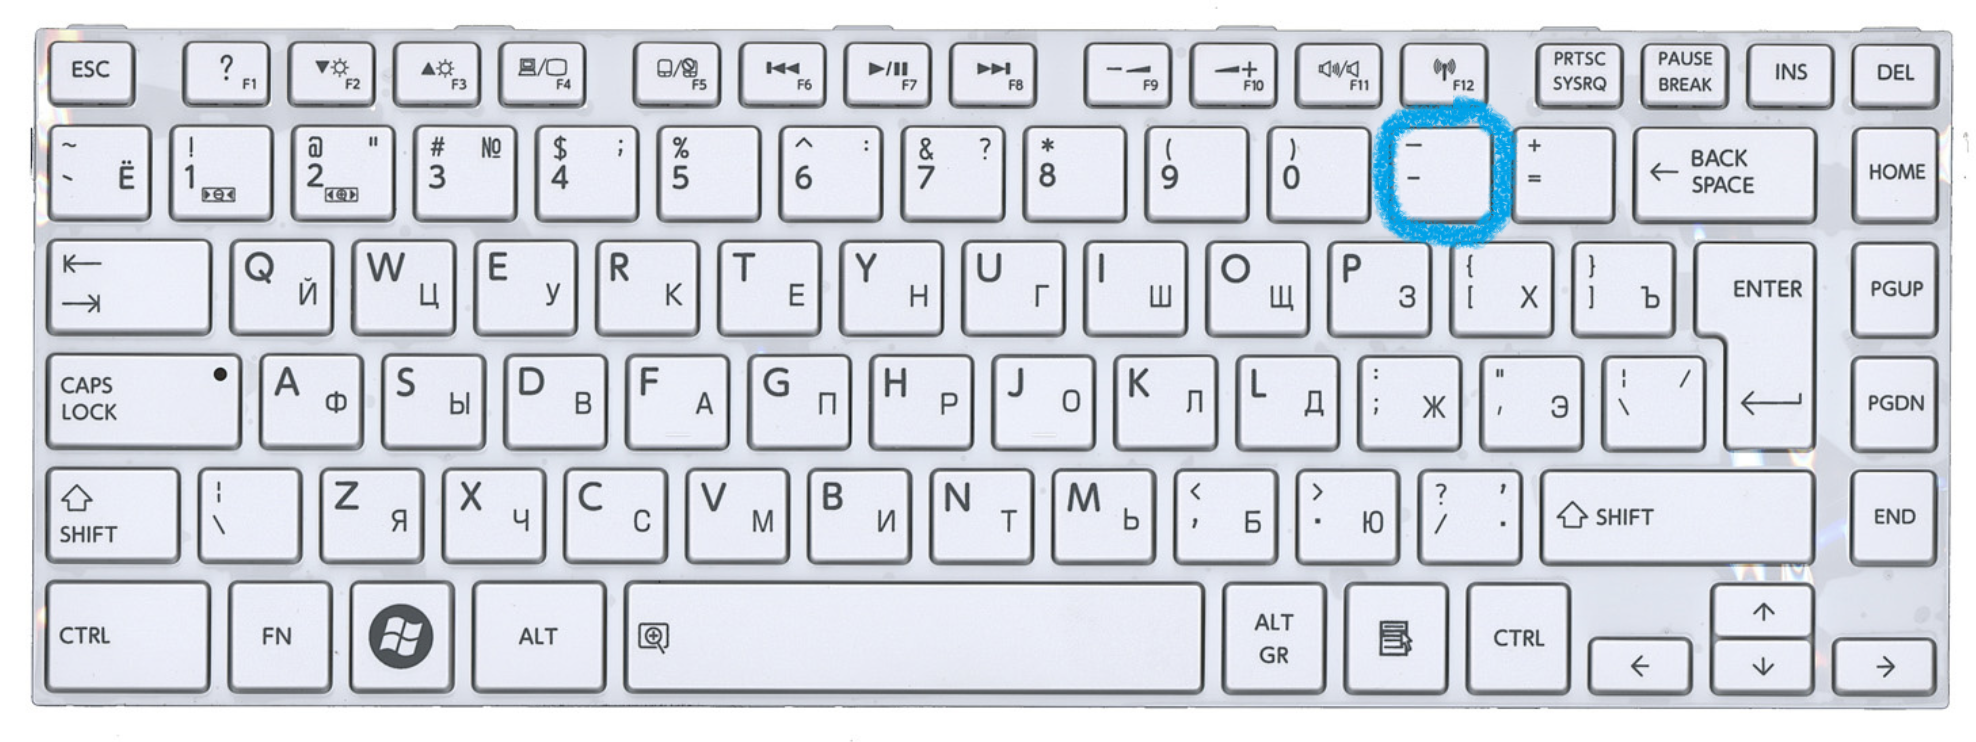 ESC ? F1 F2 F3 F4 F5 F6 F7 F8 F9 F10 F11 F12 PRTSC SYSRQ PAUSE BREAK INS DEL
~ ` Ё ! 1 @ " 2 # № 3 $ ; 4 % 5 ^ : 6 & ? 7 * 8 ( 9 ) 0 _ - + = ← BACK SPACE HOME
Q Й W Ц E У R К T Е Y Н U Г I Ш O Щ P З { [ Х } ] Ъ ENTER PGUP
CAPS LOCK A Ф S Ы D В F А G П H Р J О K Л L Д : ; Ж " ' Э ¦ / \ PGDN
SHIFT ¦ \ Z Я X Ч C С V М B И N Т M Ь < , Б > . Ю ? , / . SHIFT END
CTRL FN ALT ALT GR CTRL ← ↑ ↓ →